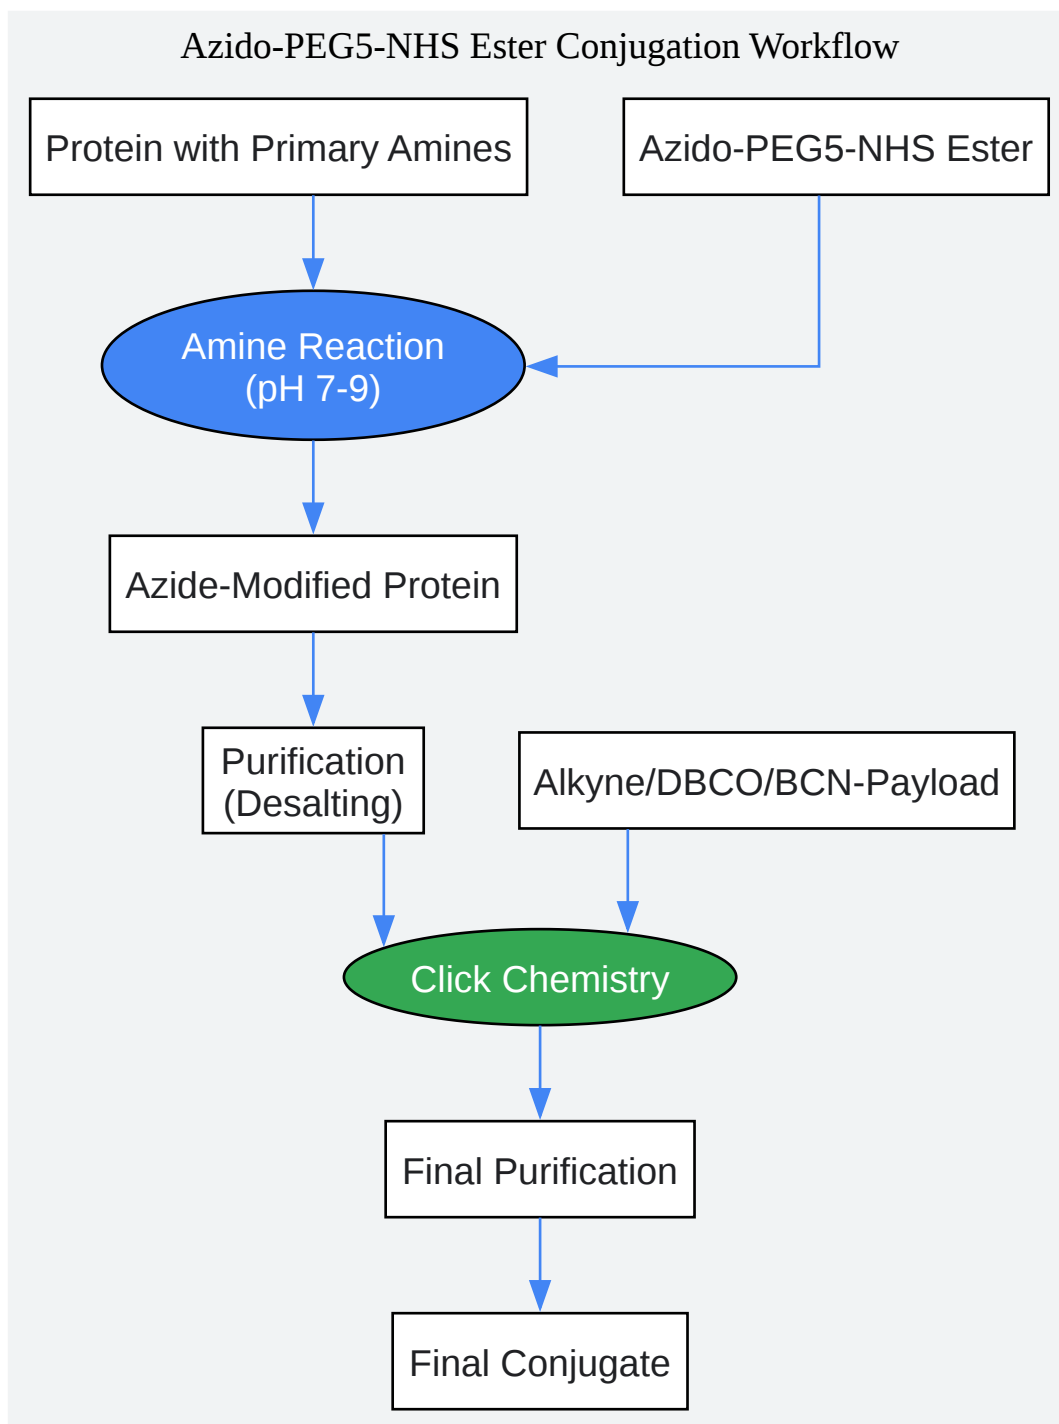 Azido-PEG5-NHS Ester Conjugation Workflow
Protein with Primary Amines
Azido-PEG5-NHS Ester
Amine Reaction
(pH 7-9)
Azide-Modified Protein
Purification
(Desalting)
Alkyne/DBCO/BCN-Payload
Click Chemistry
Final Purification
Final Conjugate